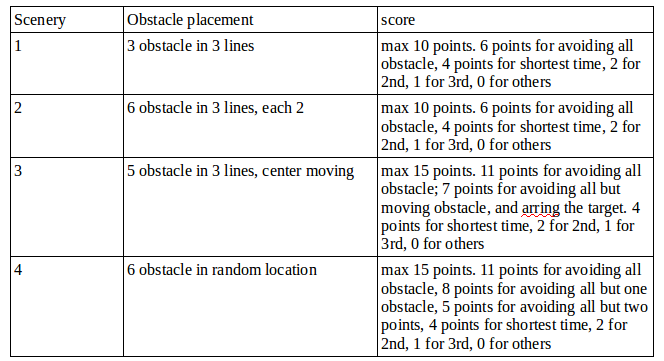 Scenery Obstacle placement score
1 3 obstacle in 3 lines max 10 points. 6 points for avoiding all
obstacle, 4 points for shortest time, 2 for
2nd, 1 for 3rd, 0 for others
2 6 obstacle in 3 lines, each 2 max 10 points. 6 points for avoiding all
obstacle, 4 points for shortest time, 2 for
2nd, 1 for 3rd, 0 for others
3 5 obstacle in 3 lines, center moving max 15 points. 11 points for avoiding all
obstacle; 7 points for avoiding all but
moving obstacle, and arring the target. 4
points for shortest time, 2 for 2nd, 1 for
3rd, 0 for others
4 6 obstacle in random location max 15 points. 11 points for avoiding all
obstacle, 8 points for avoiding all but one
obstacle, 5 points for avoiding all but two
points, 4 points for shortest time, 2 for
2nd, 1 for 3rd, 0 for others